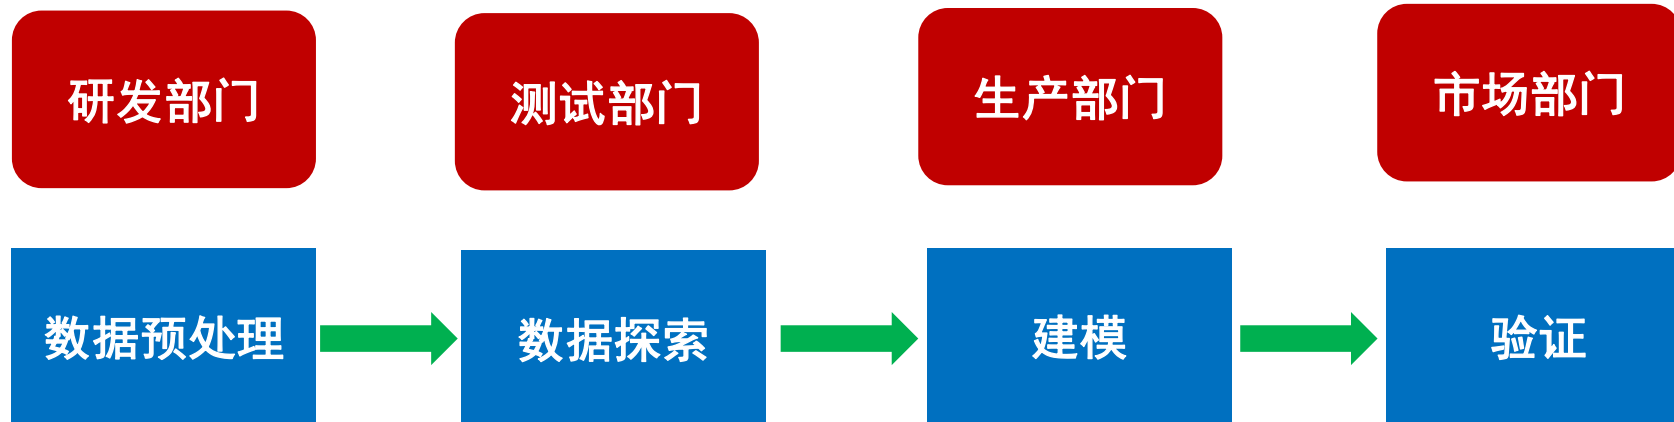 研发部门
测试部门
生产部门
市场部门
数据预处理
数据探索
建模
验证